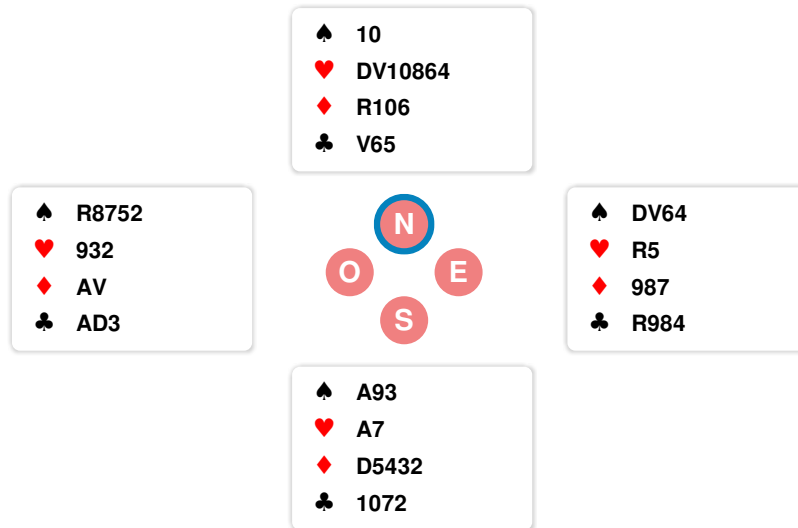 ♠ 10
♥ DV10864
♦ R106
♣ V65
♠ R8752
♥ 932
♦ AV
♣ AD3
N
O E
S
♠ DV64
♥ R5
♦ 987
♣ R984
♠ A93
♥ A7
♦ D5432
♣ 1072